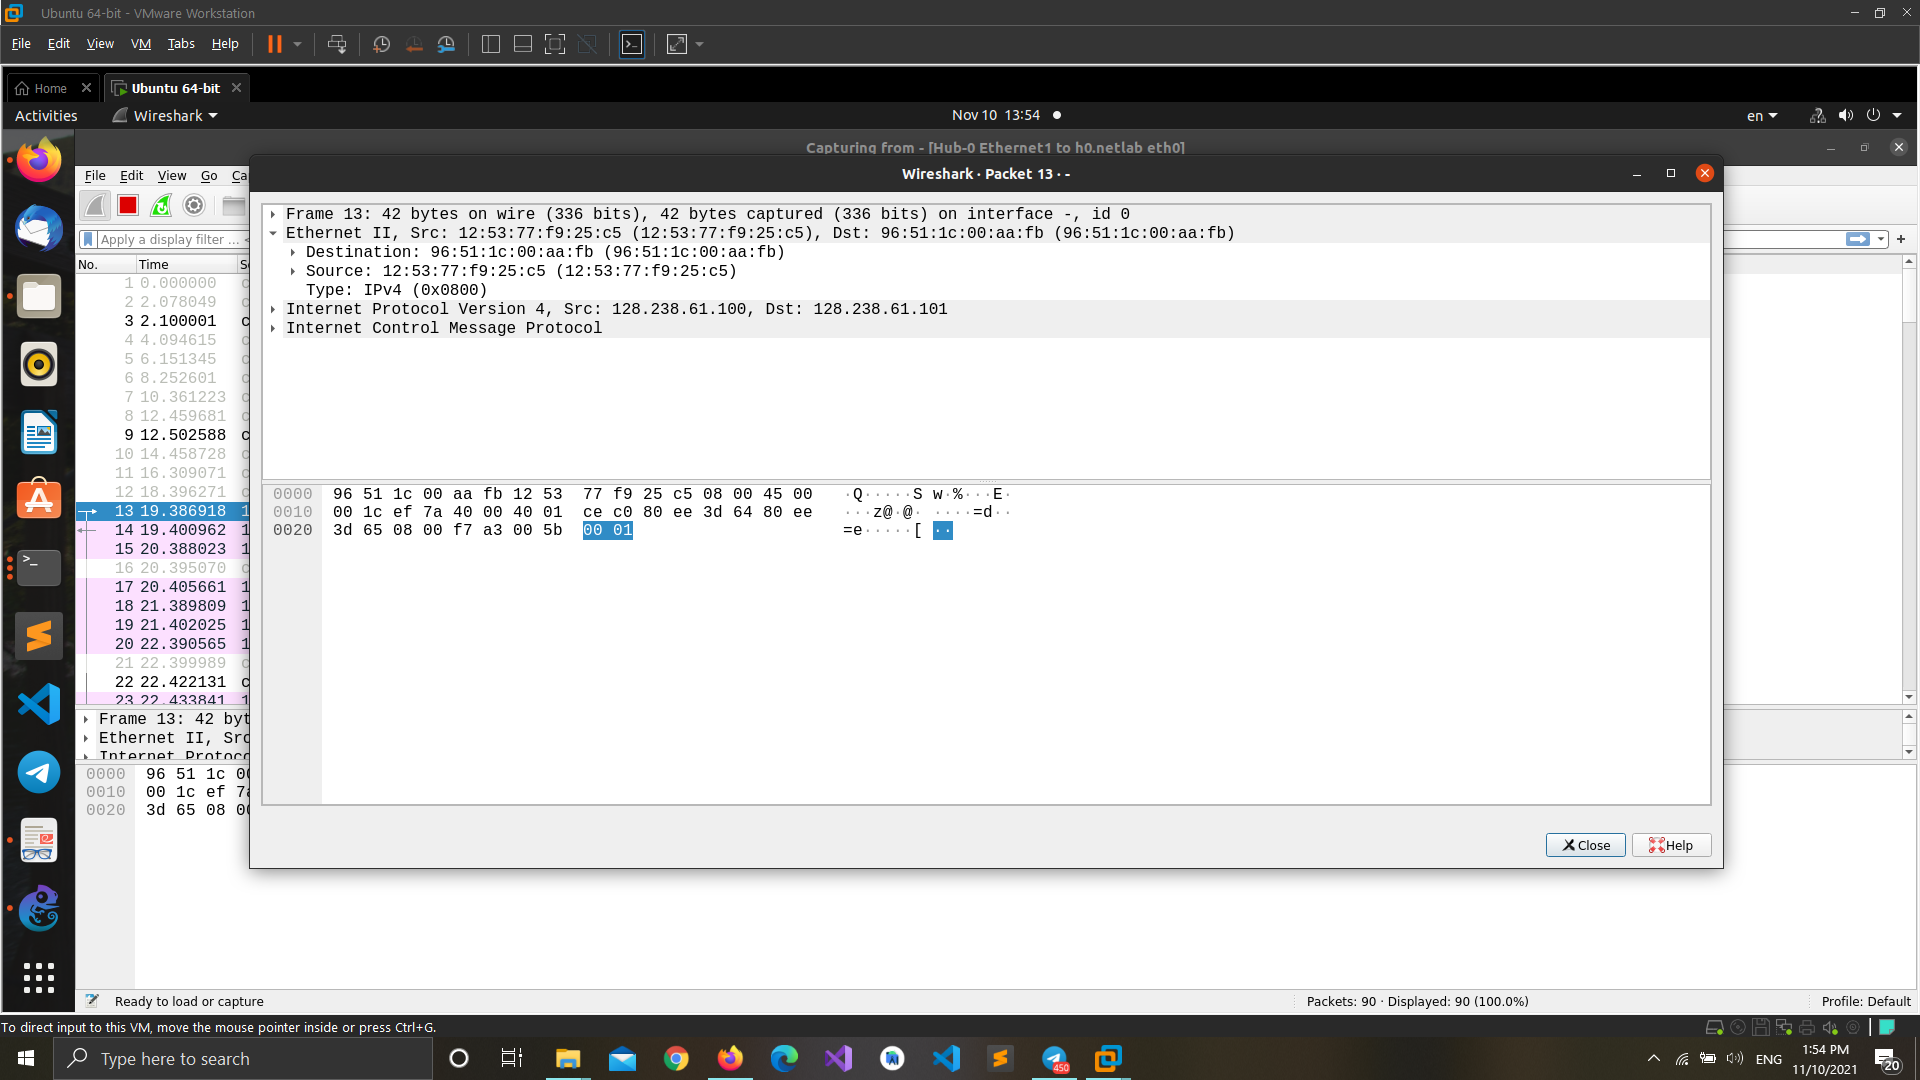 Ubuntu 64-bit - VMware Workstation
File Edit View VM Tabs Help
Home
Ubuntu 64-bit
Activities Wireshark Nov 10 13:54 en
Capturing from - [Hub-0 Ethernet1 to h0.netlab eth0]
File Edit View Go Ca
Wireshark · Packet 13 · -
Apply a display filter ... <
No. Time S
1 0.000000 c
2 2.078049 c
3 2.100001 c
4 4.094615 c
5 6.151345 c
6 8.252601 c
7 10.361223 c
8 12.459681 c
9 12.502588 c
10 14.458728 c
11 16.309071 c
12 18.396271 c
13 19.386918 1
14 19.400962 1
15 20.388023 1
16 20.395070 c
17 20.405661 1
18 21.389809 1
19 21.402025 1
20 22.390565 1
21 22.399989 c
22 22.422131 c
23 22.433841 1
Frame 13: 42 bytes on wire (336 bits), 42 bytes captured (336 bits) on interface -, id 0
Ethernet II, Src: 12:53:77:f9:25:c5 (12:53:77:f9:25:c5), Dst: 96:51:1c:00:aa:fb (96:51:1c:00:aa:fb)
Destination: 96:51:1c:00:aa:fb (96:51:1c:00:aa:fb)
Source: 12:53:77:f9:25:c5 (12:53:77:f9:25:c5)
Type: IPv4 (0x0800)
Internet Protocol Version 4, Src: 128.238.61.100, Dst: 128.238.61.101
Internet Control Message Protocol
0000 96 51 1c 00 aa fb 12 53 77 f9 25 c5 08 00 45 00 ·Q·····S w·%···E·
0010 00 1c ef 7a 40 00 40 01 ce c0 80 ee 3d 64 80 ee ···z@·@· ····=d··
0020 3d 65 08 00 f7 a3 00 5b 00 01 =e·····[ ··
Close Help
Frame 13: 42 byt
Ethernet II, Src
Internet Protoco
0000 96 51 1c 00
0010 00 1c ef 7a
0020 3d 65 08 00
Ready to load or capture Packets: 90 · Displayed: 90 (100.0%) Profile: Default
To direct input to this VM, move the mouse pointer inside or press Ctrl+G.
Type here to search
450
ENG
1:54 PM
11/10/2021
20